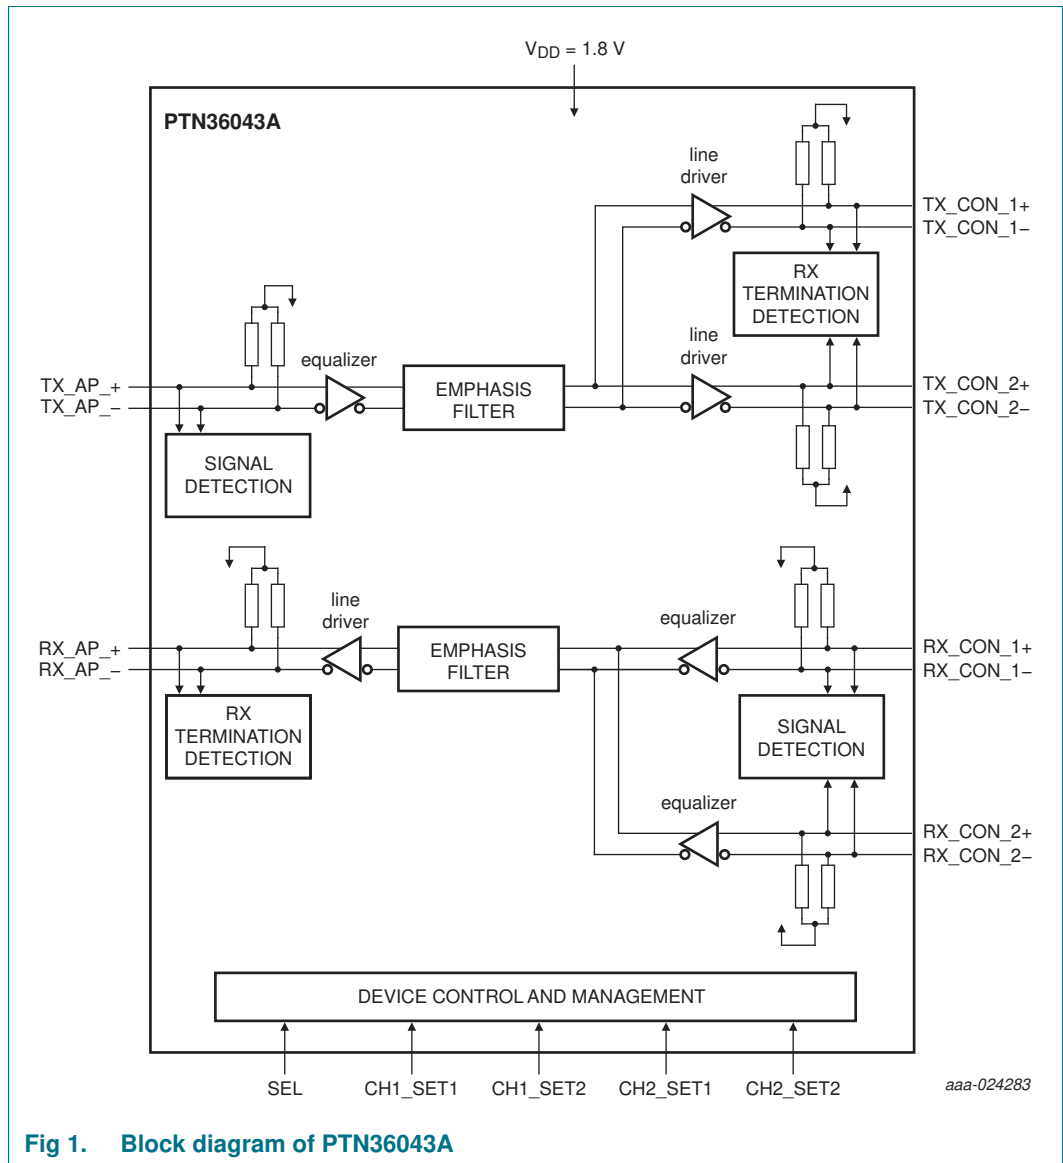 VDD = 1.8 V
PTN36043A
line
driver
TX_CON_1+
TX_CON_1−
RX
TERMINATION
DETECTION
line
driver
equalizer
TX_AP_+
TX_AP_−
EMPHASIS
FILTER
TX_CON_2+
TX_CON_2−
SIGNAL
DETECTION
line
driver
equalizer
RX_AP_+
RX_AP_−
EMPHASIS
FILTER
RX_CON_1+
RX_CON_1−
RX
TERMINATION
DETECTION
SIGNAL
DETECTION
equalizer
RX_CON_2+
RX_CON_2−
DEVICE CONTROL AND MANAGEMENT
SEL
CH1_SET1
CH1_SET2
CH2_SET1
CH2_SET2
aaa-024283
Fig 1. Block diagram of PTN36043A